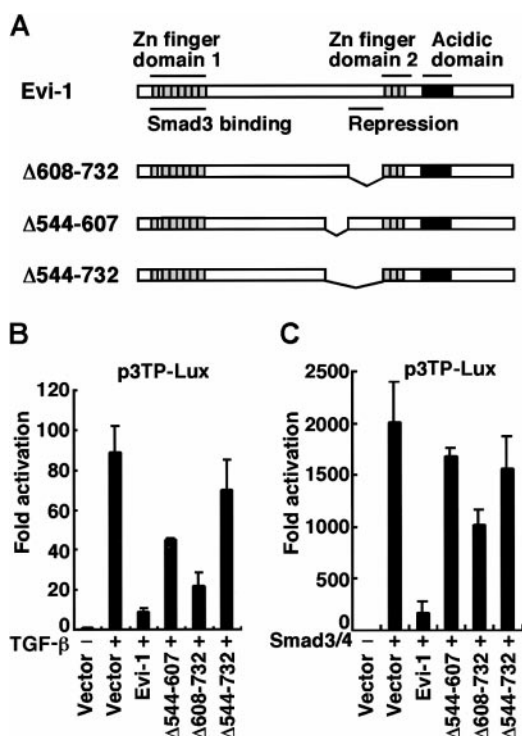 A
Zn finger domain 1
Zn finger domain 2
Acidic domain
Evi-1
Smad3 binding
Repression
Δ608-732
Δ544-607
Δ544-732
B
p3TP-Lux
Fold activation
120
100
80
60
40
20
0
TGF-β – + + + + +
Vector
Vector
Evi-1
Δ544-607
Δ608-732
Δ544-732
C
p3TP-Lux
Fold activation
2500
2000
1500
1000
500
0
Smad3/4 – + + + + +
Vector
Vector
Evi-1
Δ544-607
Δ608-732
Δ544-732